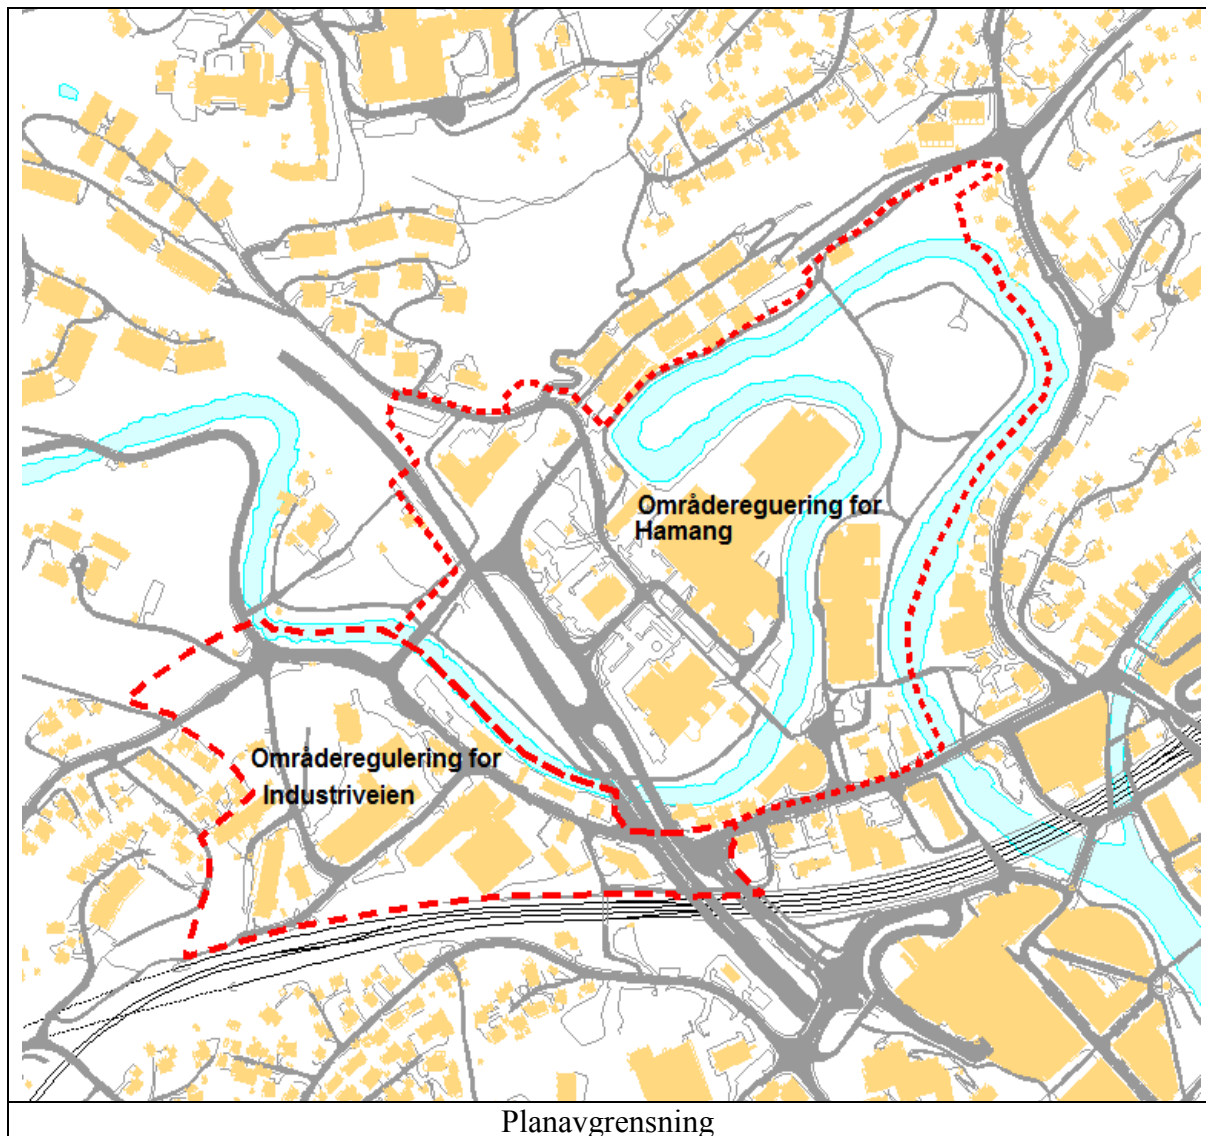 Områdereguering for
Hamang
Områderegulering for
Industriveien
Planavgrensning